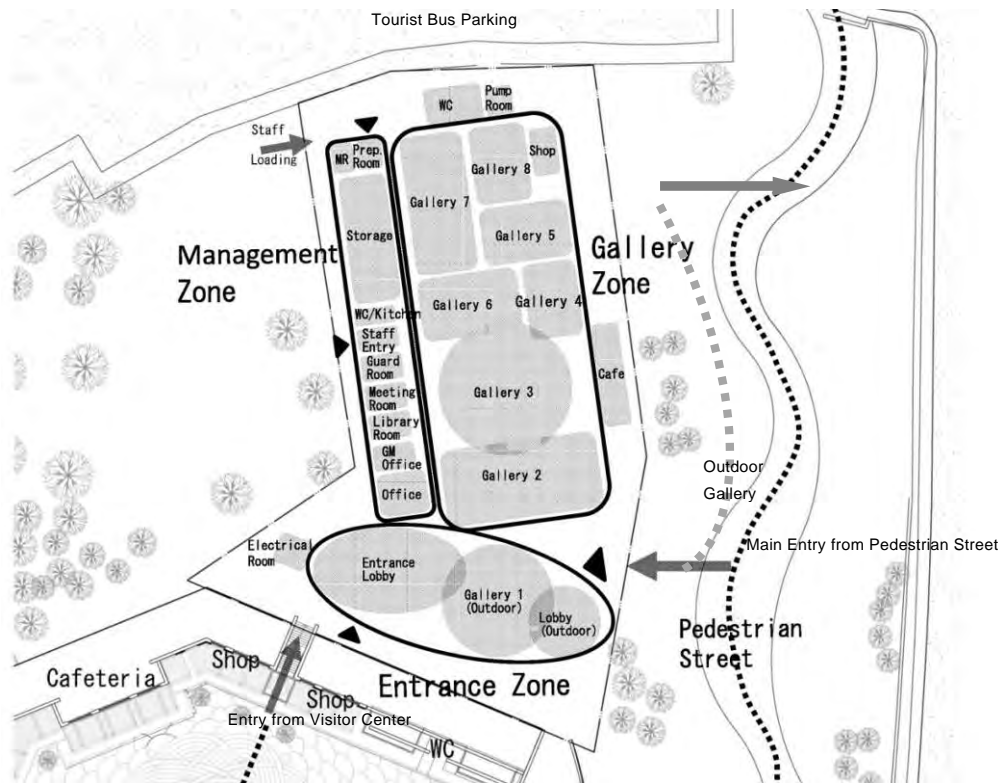 Tourist Bus Parking
WC
Pump
Room
Staff
Loading
MR
Prep.
Room
Shop
Gallery 8
Gallery 7
Storage
Gallery 5
Management
Zone
Gallery
Zone
Gallery 6
Gallery 4
WC/Kitchen
Staff
Entry
Guard
Room
Cafe
Gallery 3
Meeting
Room
Library
Room
GM
Office
Gallery 2
Office
Outdoor
Gallery
Main Entry from Pedestrian Street
Electrical
Room
Entrance
Lobby
Gallery 1
(Outdoor)
Lobby
(Outdoor)
Pedestrian
Street
Shop
Cafeteria
Entrance Zone
Shop
Entry from Visitor Center
WC